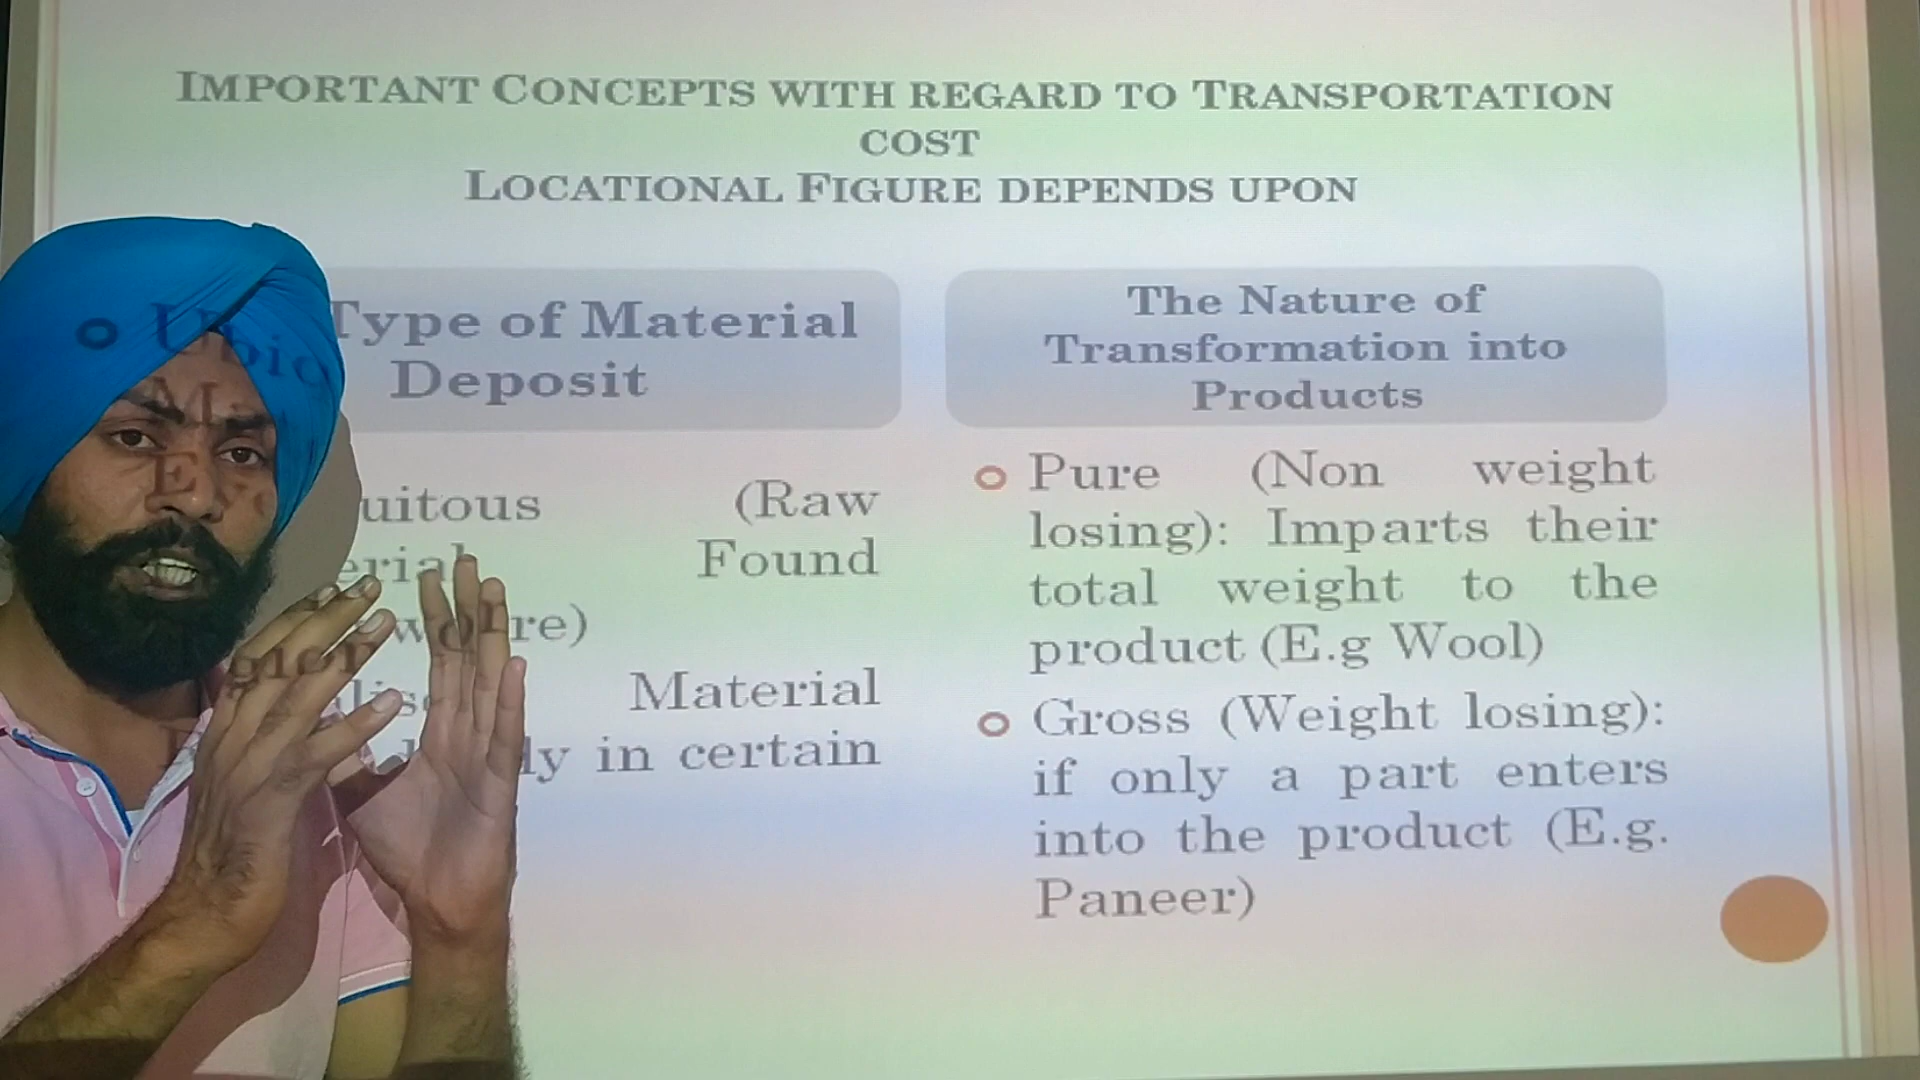 IMPORTANT CONCEPTS WITH REGARD TO TRANSPORTATION
COST
LOCATIONAL FIGURE DEPENDS UPON
Type of Material
Deposit
uitous (Raw
Found
re)
Material
ly in certain
The Nature of
Transformation into
Products
Pure (Non weight
losing): Imparts their
total weight to the
product (E.g Wool)
Gross (Weight losing):
if only a part enters
into the product (E.g.
Paneer)